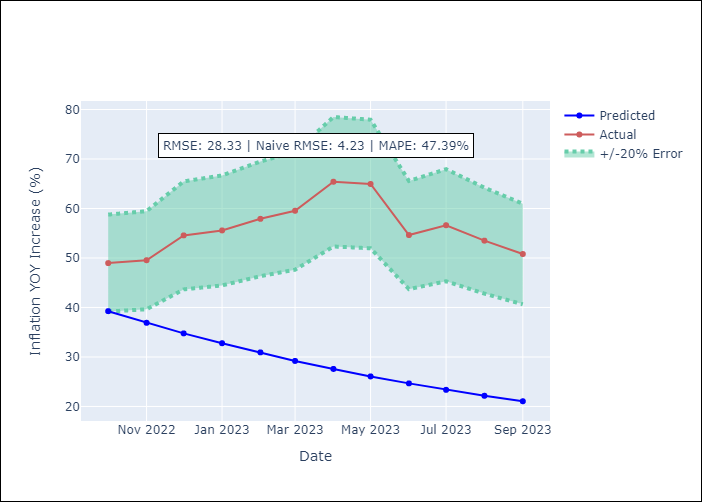 RMSE: 28.33 | Naive RMSE: 4.23 | MAPE: 47.39%
Predicted
Actual
+/-20% Error
Inflation YOY Increase (%)
80
70
60
50
40
30
20
Nov 2022
Jan 2023
Mar 2023
May 2023
Jul 2023
Sep 2023
Date